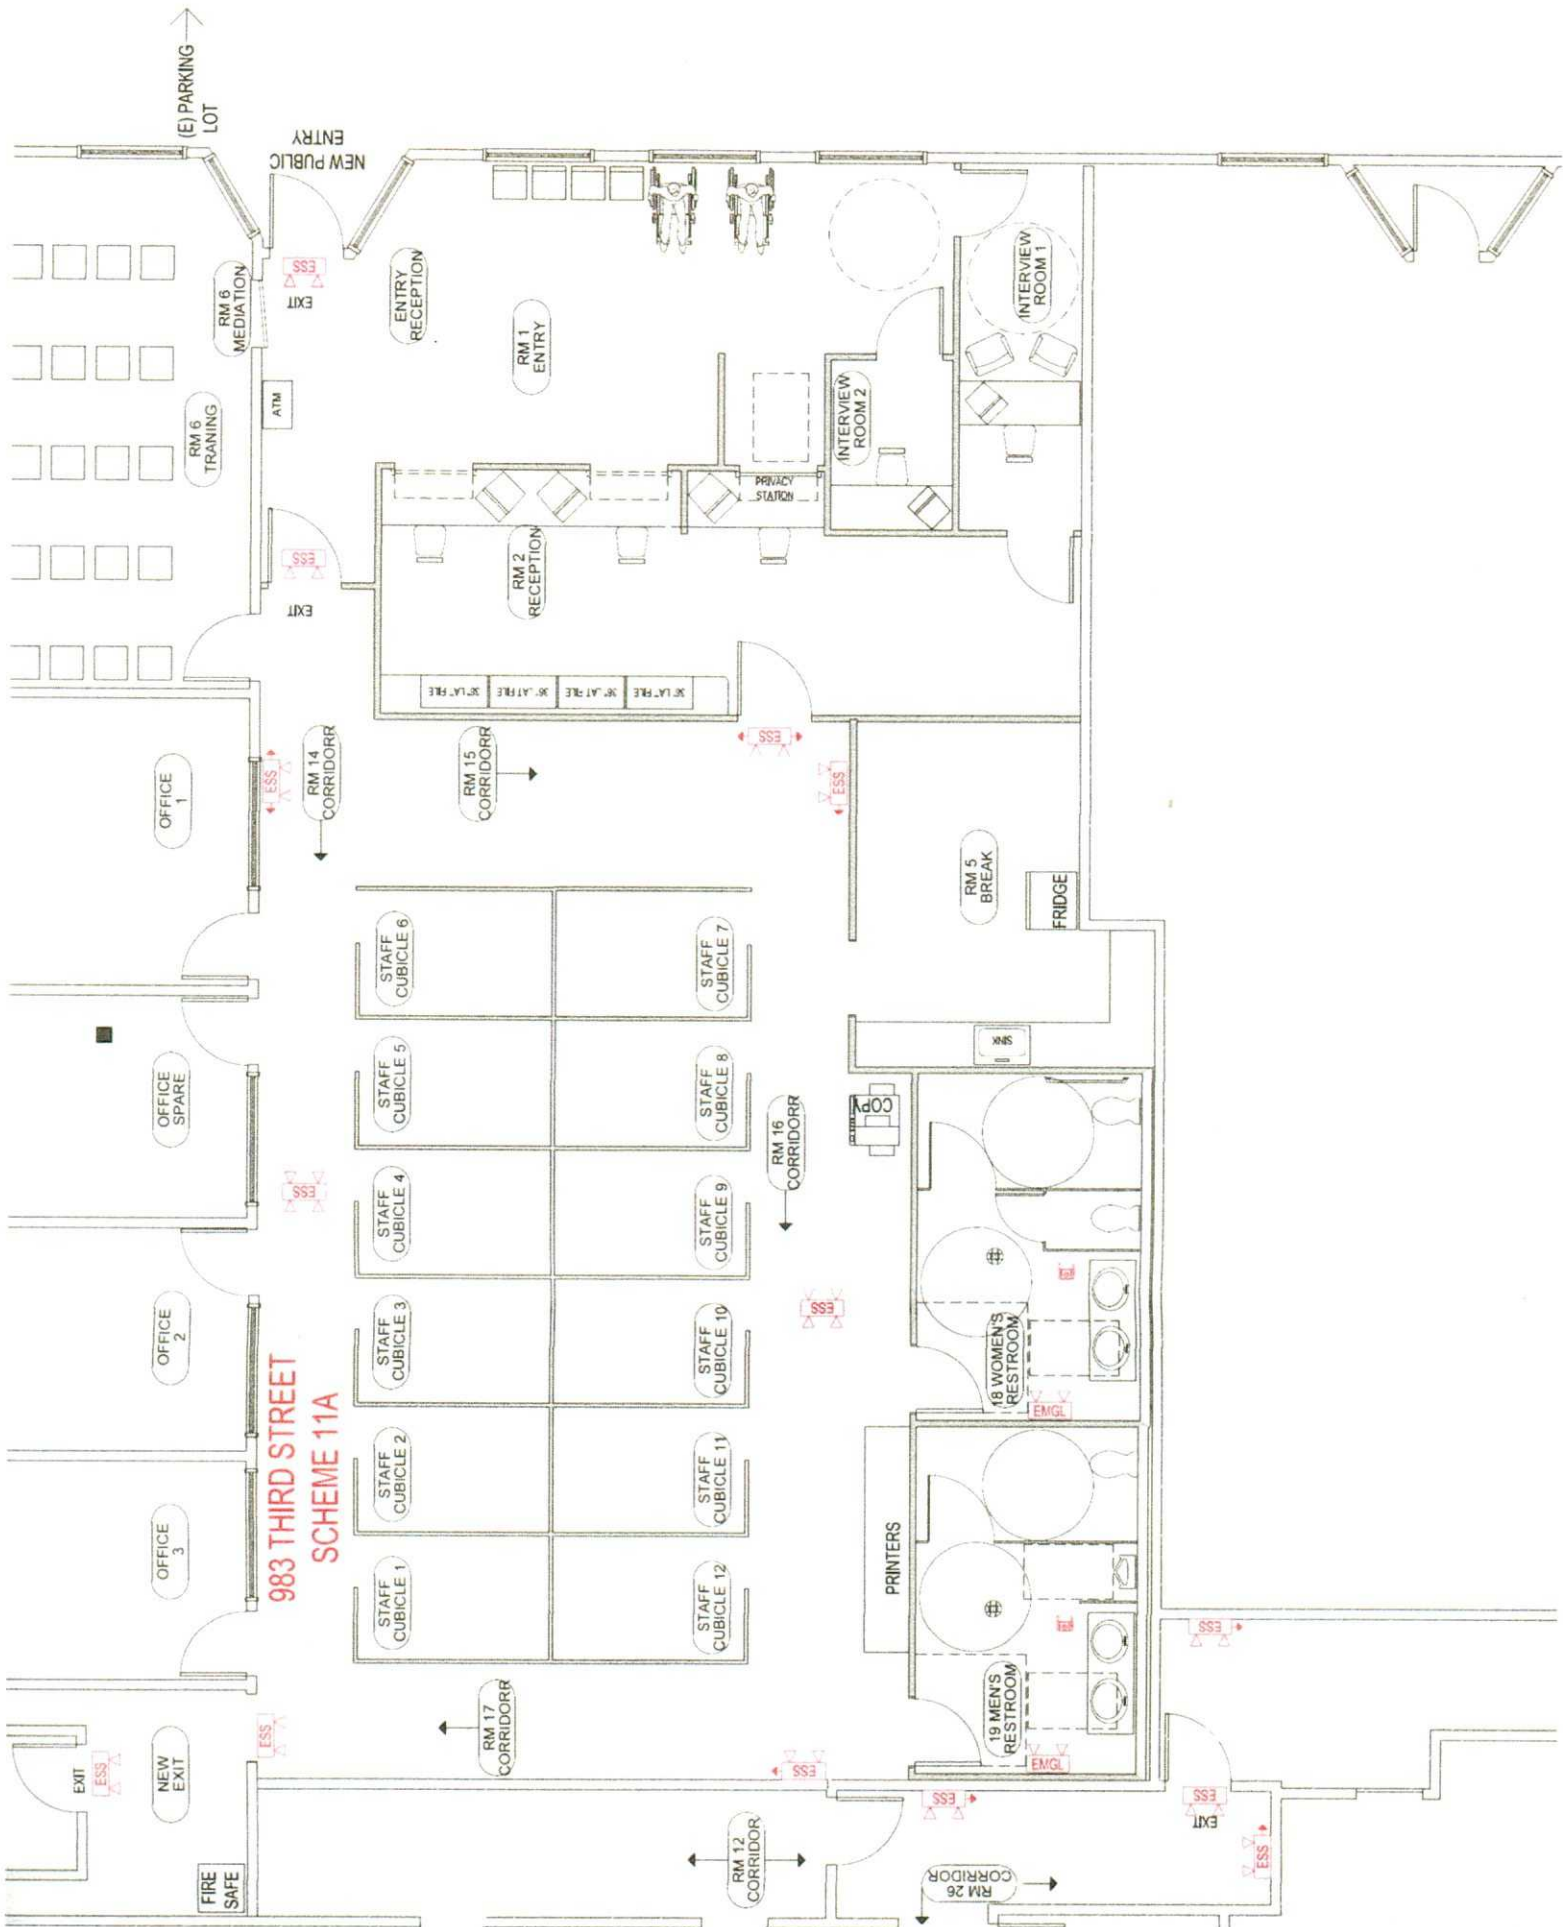 (E) PARKING
LOT
NEW PUBLIC
ENTRY
ESS
EXIT
RM 6
MEDIATION
ENTRY
RECEPTION
RM 1
ENTRY
INTERVIEW
ROOM 1
ATM
RM 6
TRANING
INTERVIEW
ROOM 2
PRIVACY
STATION
ESS
EXIT
RM 2
RECEPTION
36" LAT FILE
36" LAT FILE
36" LAT FILE
36" LAT FILE
OFFICE
1
ESS
RM 14
CORRIDORR
RM 15
CORRIDORR
ESS
ESS
RM 5
BREAK
FRIDGE
SINK
STAFF
CUBICLE 6
STAFF
CUBICLE 7
OFFICE
SPARE
STAFF
CUBICLE 5
STAFF
CUBICLE 8
COPY
RM 16
CORRIDORR
ESS
STAFF
CUBICLE 4
STAFF
CUBICLE 9
ESS
OFFICE
2
STAFF
CUBICLE 3
STAFF
CUBICLE 10
18 WOMEN'S
RESTROOM
EMGL
983 THIRD STREET
SCHEME 11A
STAFF
CUBICLE 2
STAFF
CUBICLE 11
OFFICE
3
STAFF
CUBICLE 1
STAFF
CUBICLE 12
PRINTERS
19 MEN'S
RESTROOM
EMGL
ESS
RM 17
CORRIDORR
ESS
NEW
EXIT
EXIT
ESS
ESS
ESS
ESS
EXIT
ESS
FIRE
SAFE
RM 12
CORRIDOR
RM 26
CORRIDOR